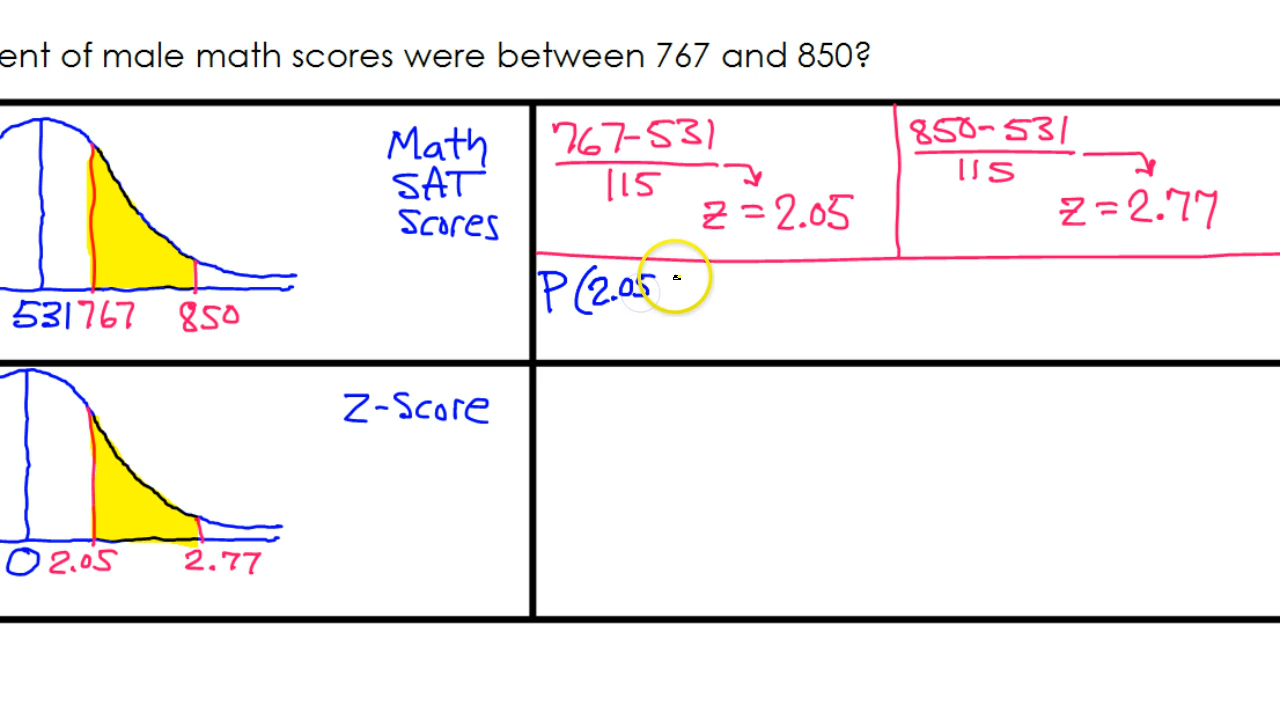 ent of male math scores were between 767 and 850?
Math
SAT
Scores
531 767 850
767-531
115
z = 2.05
850-531
115
z = 2.77
P(2.05
Z-Score
0 2.05 2.77